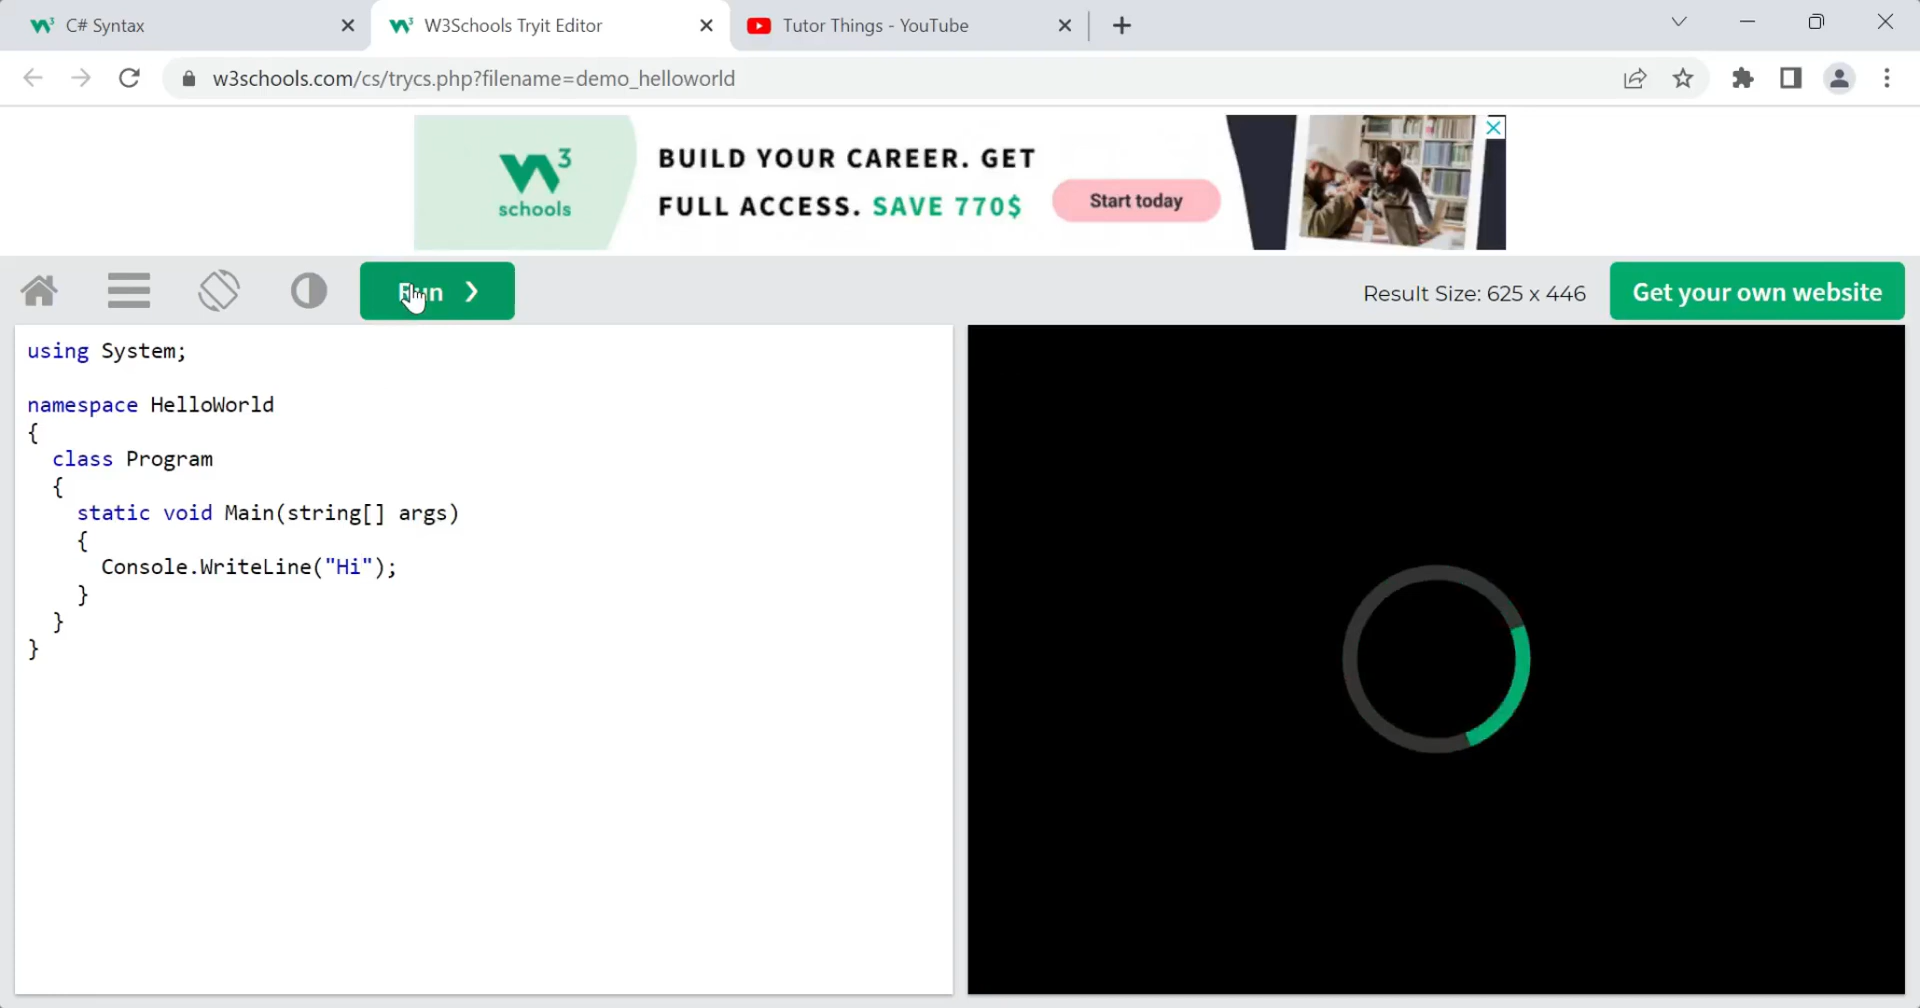 C# Syntax
W3Schools Tryit Editor
Tutor Things - YouTube
w3schools.com/cs/trycs.php?filename=demo_helloworld
W3
schools
BUILD YOUR CAREER. GET
FULL ACCESS. SAVE 770$
Start today
Run ❯
Result Size: 625 x 446
Get your own website
using System;
namespace HelloWorld
{
class Program
{
static void Main(string[] args)
{
Console.WriteLine("Hi");
}
}
}